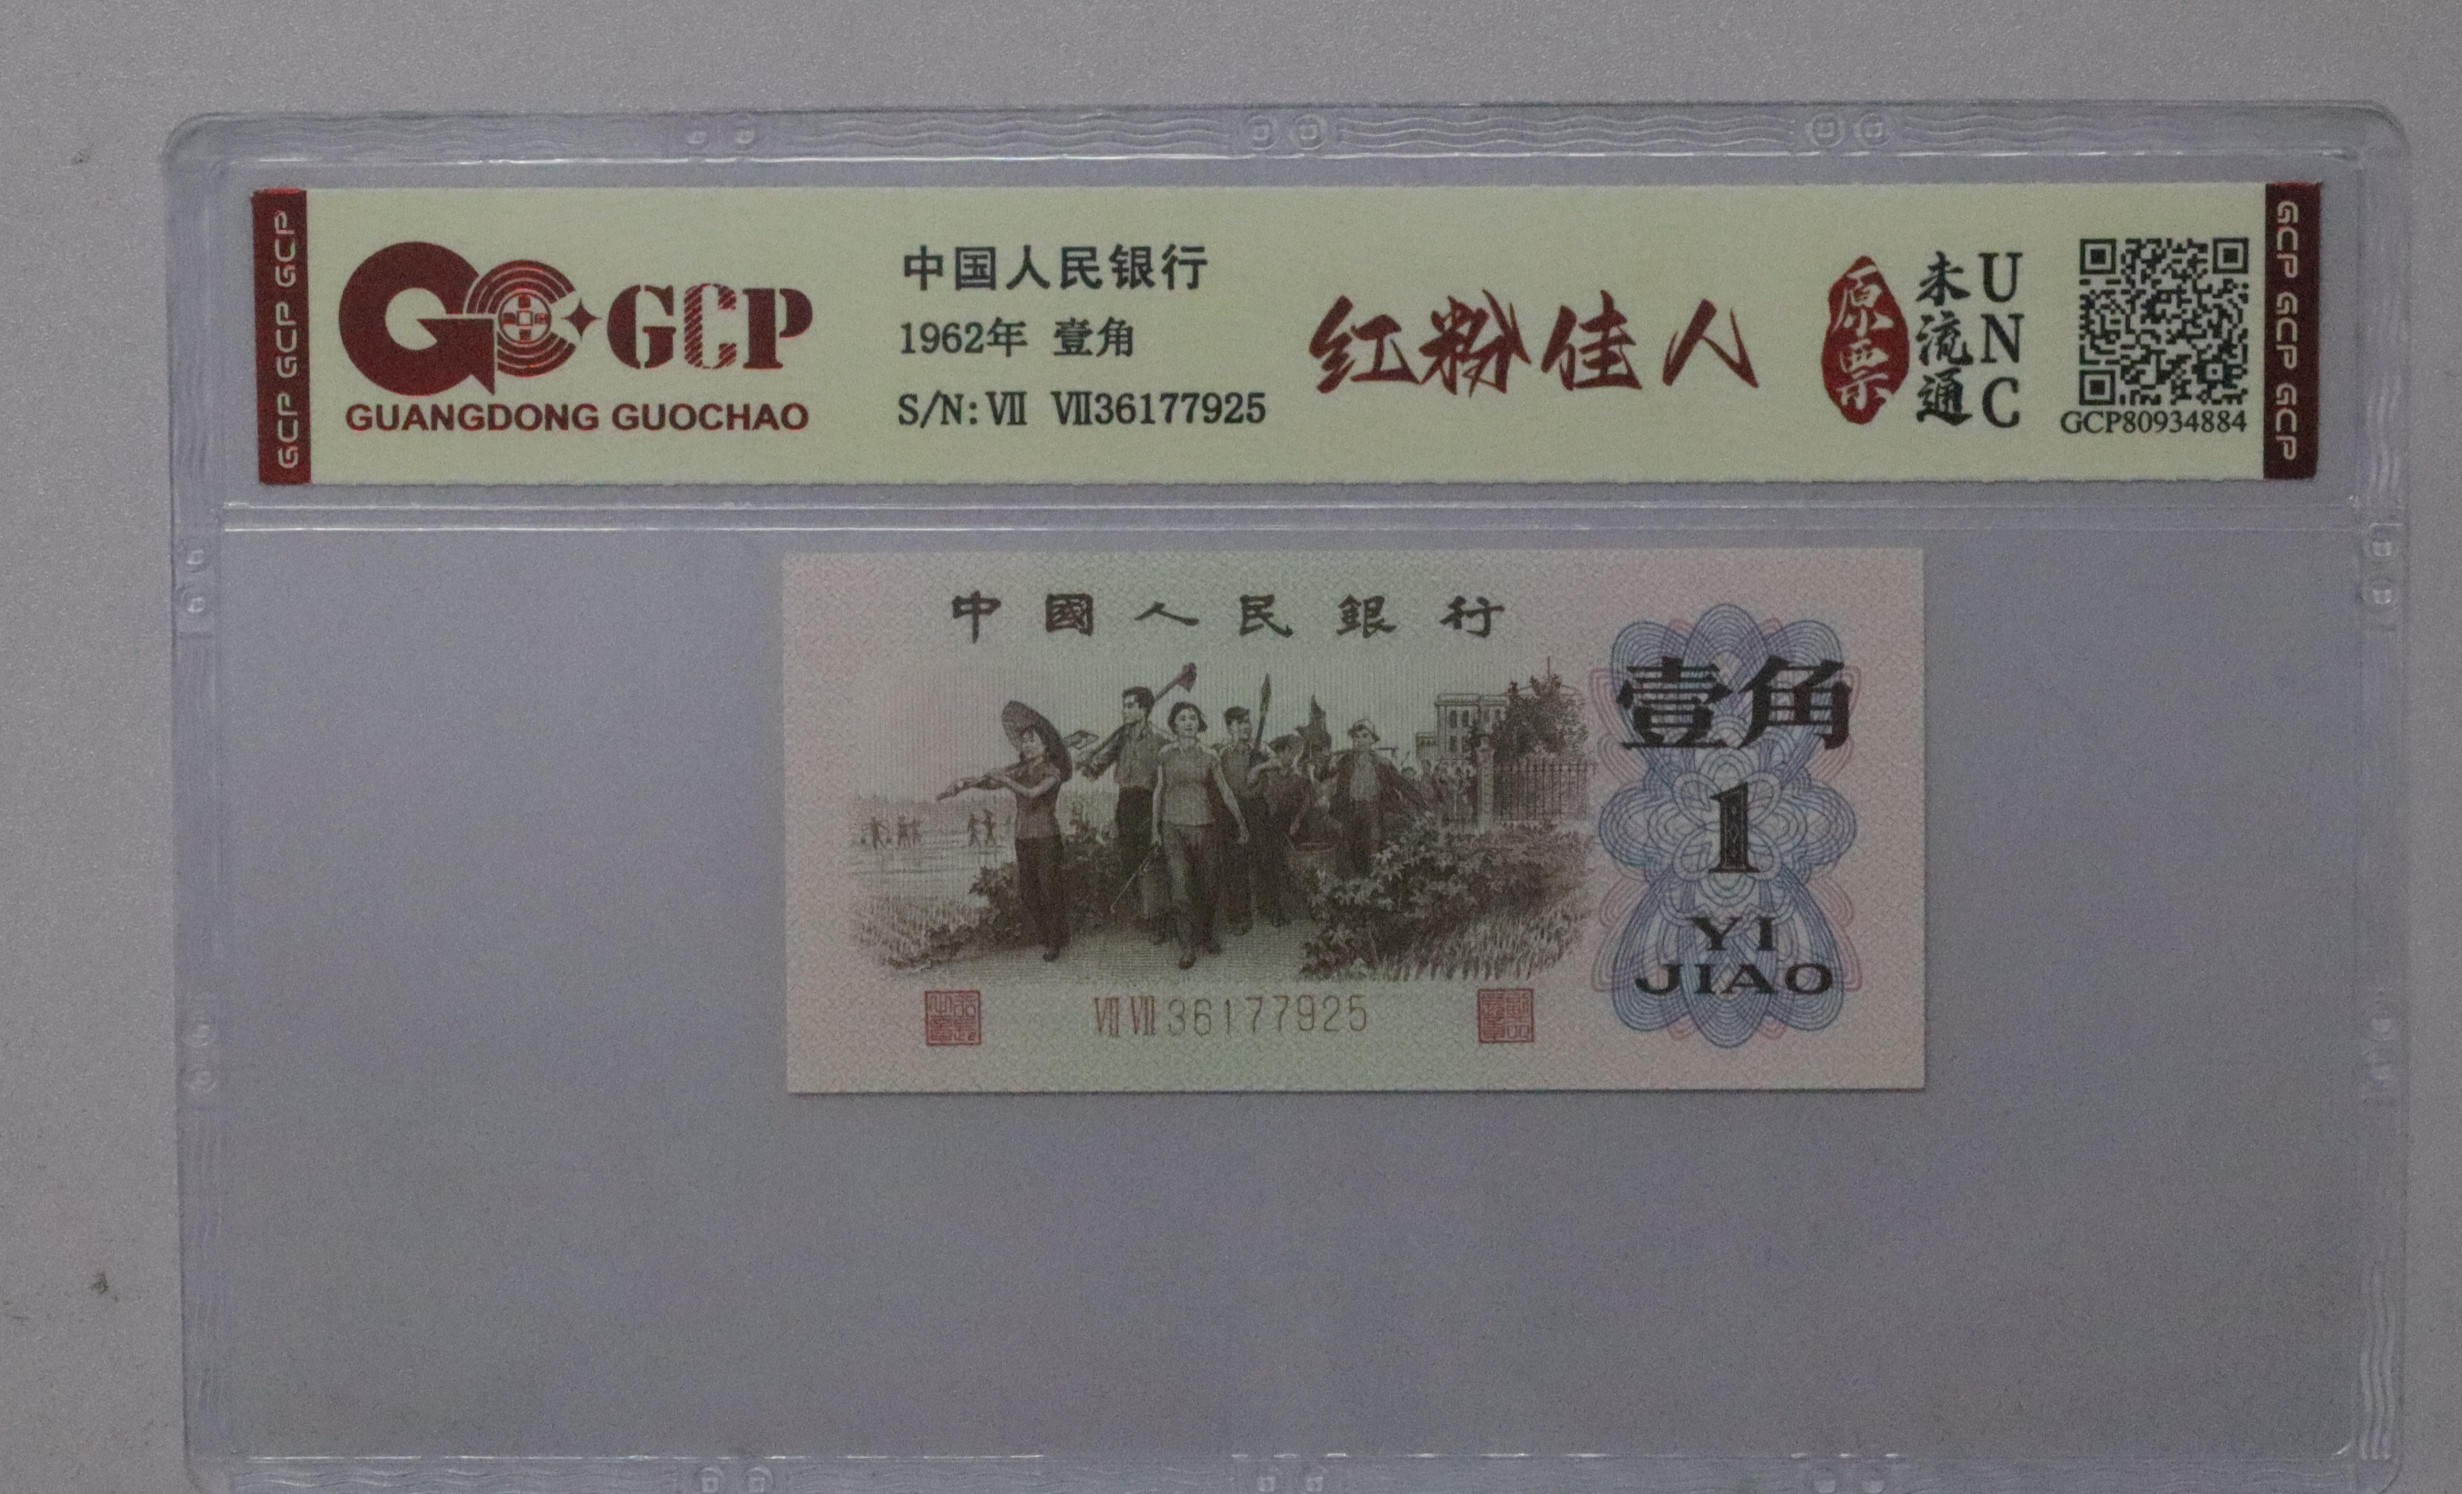 GCP GCP GCP
GCP
GUANGDONG GUOCHAO
中国人民银行
1962年 壹角
S/N: Ⅶ Ⅶ36177925
红粉佳人
原票
未流通
UNC
GCP80934884
GCP GCP GCP
中國人民銀行
壹角
1
YI
JIAO
ⅦⅦ36177925